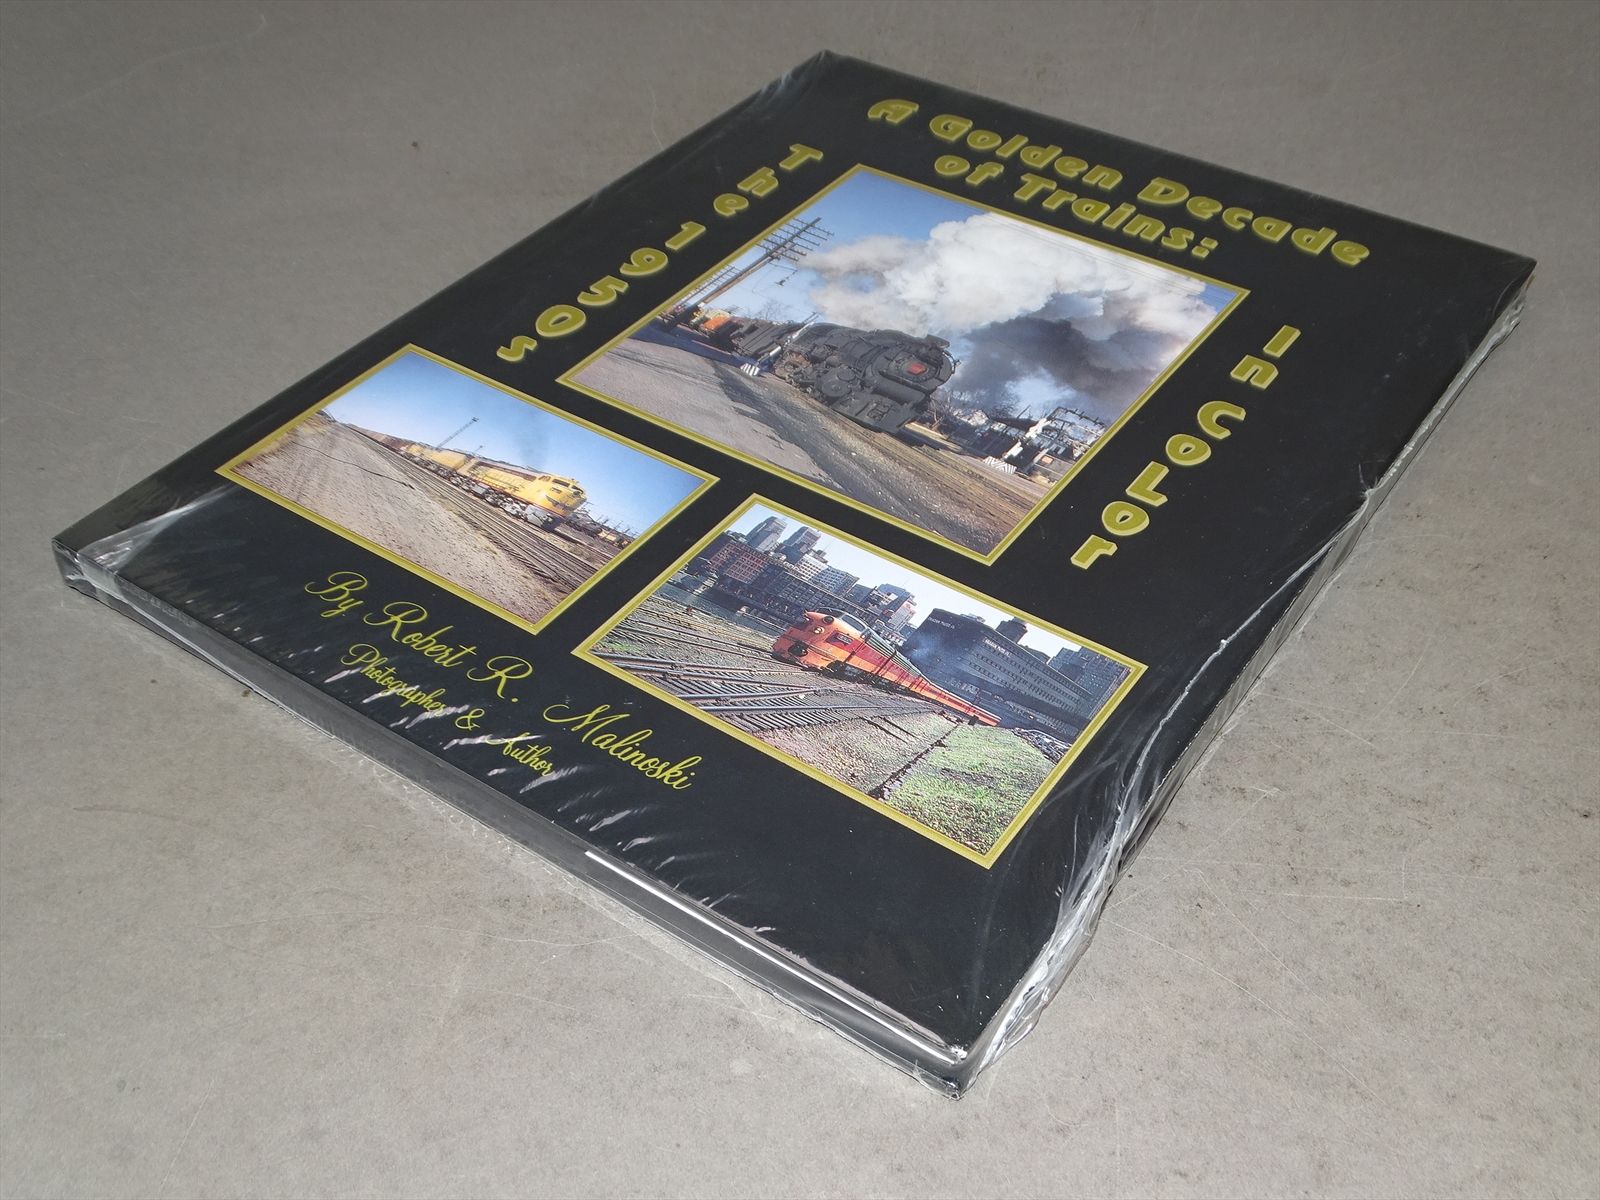 A Golden Decade
of Trains:
The 1950s
In Color
By Robert R. Malinoski
Photographer & Author